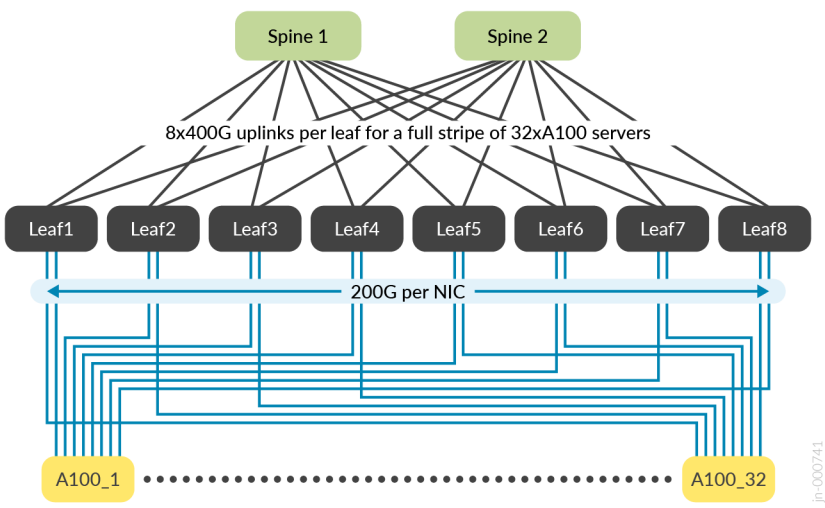 Spine 1
Spine 2
8x400G uplinks per leaf for a full stripe of 32xA100 servers
Leaf1
Leaf2
Leaf3
Leaf4
Leaf5
Leaf6
Leaf7
Leaf8
200G per NIC
A100_1
A100_32
jn-000741